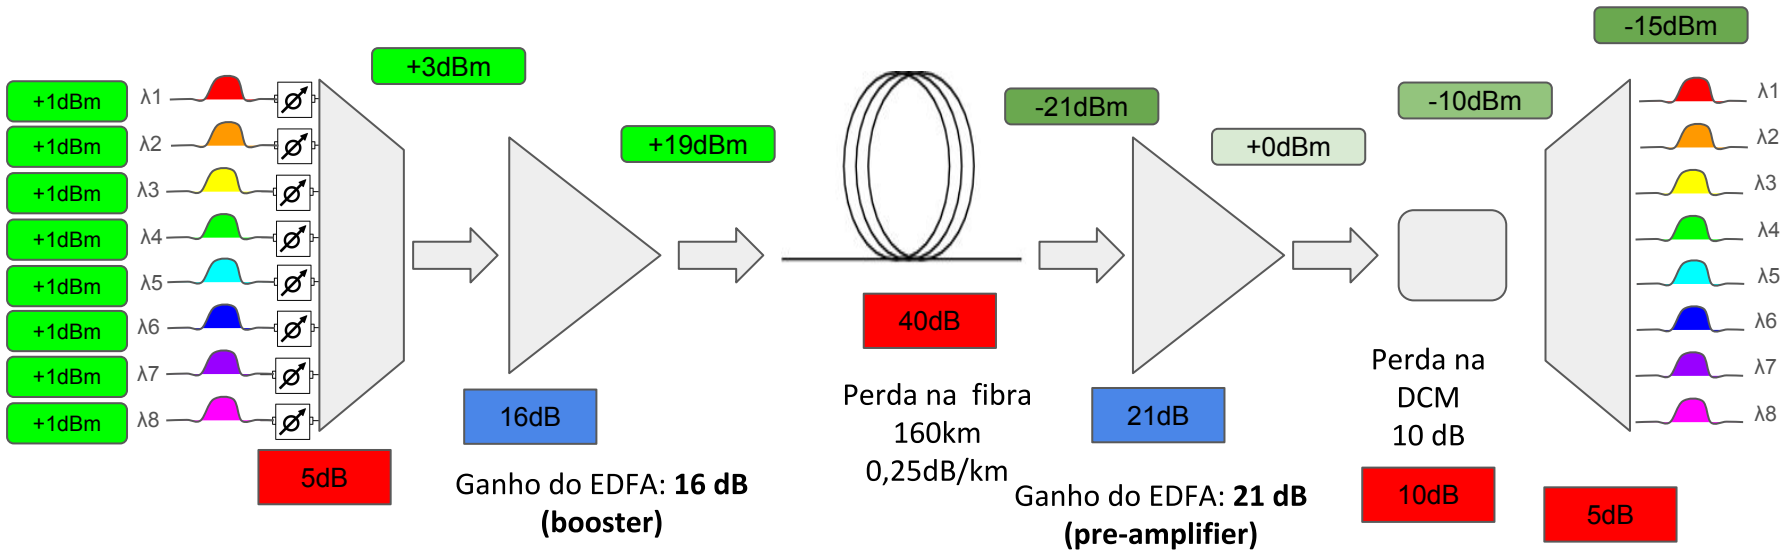 -15dBm
+3dBm
+1dBm λ1
+1dBm λ2
+1dBm λ3
+1dBm λ4
+1dBm λ5
+1dBm λ6
+1dBm λ7
+1dBm λ8
5dB
16dB
Ganho do EDFA: 16 dB
(booster)
+19dBm
40dB
Perda na fibra
160km
0,25dB/km
-21dBm
21dB
Ganho do EDFA: 21 dB
(pre-amplifier)
+0dBm
-10dBm
Perda na
DCM
10 dB
10dB
5dB
λ1
λ2
λ3
λ4
λ5
λ6
λ7
λ8